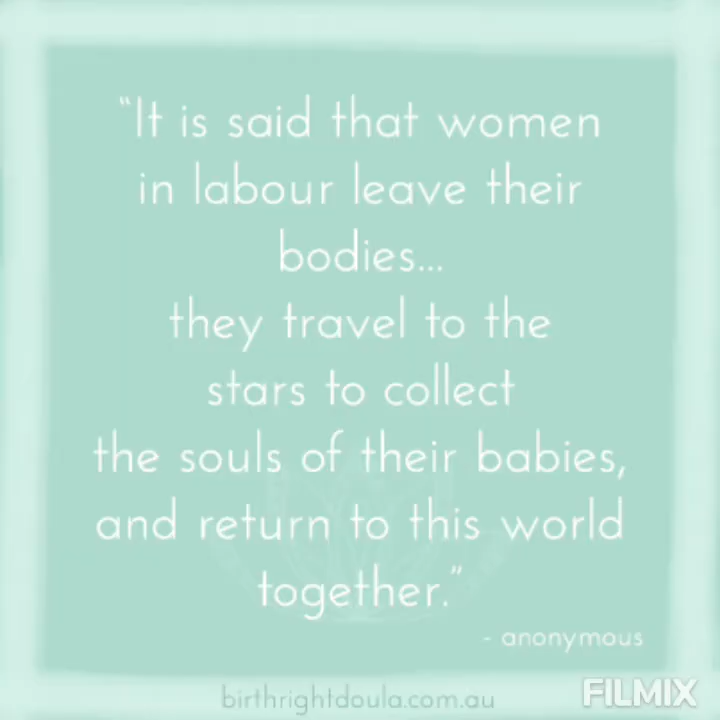 “It is said that women
in labour leave their
bodies...
they travel to the
stars to collect
the souls of their babies,
and return to this world
together.”
- anonymous
birthrightdoula.com.au
FILMIX